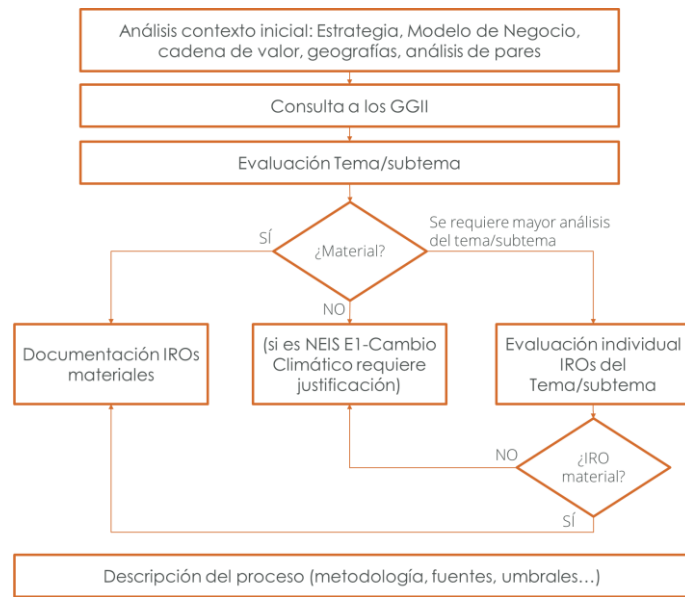 Análisis contexto inicial: Estrategia, Modelo de Negocio,
cadena de valor, geografías, análisis de pares
Consulta a los GGII
Evaluación Tema/subtema
¿Material?
SÍ
Se requiere mayor análisis
del tema/subtema
NO
Documentación IROs
materiales
(si es NEIS E1-Cambio
Climático requiere
justificación)
Evaluación individual
IROs del
Tema/subtema
¿IRO
material?
NO
SÍ
Descripción del proceso (metodología, fuentes, umbrales…)